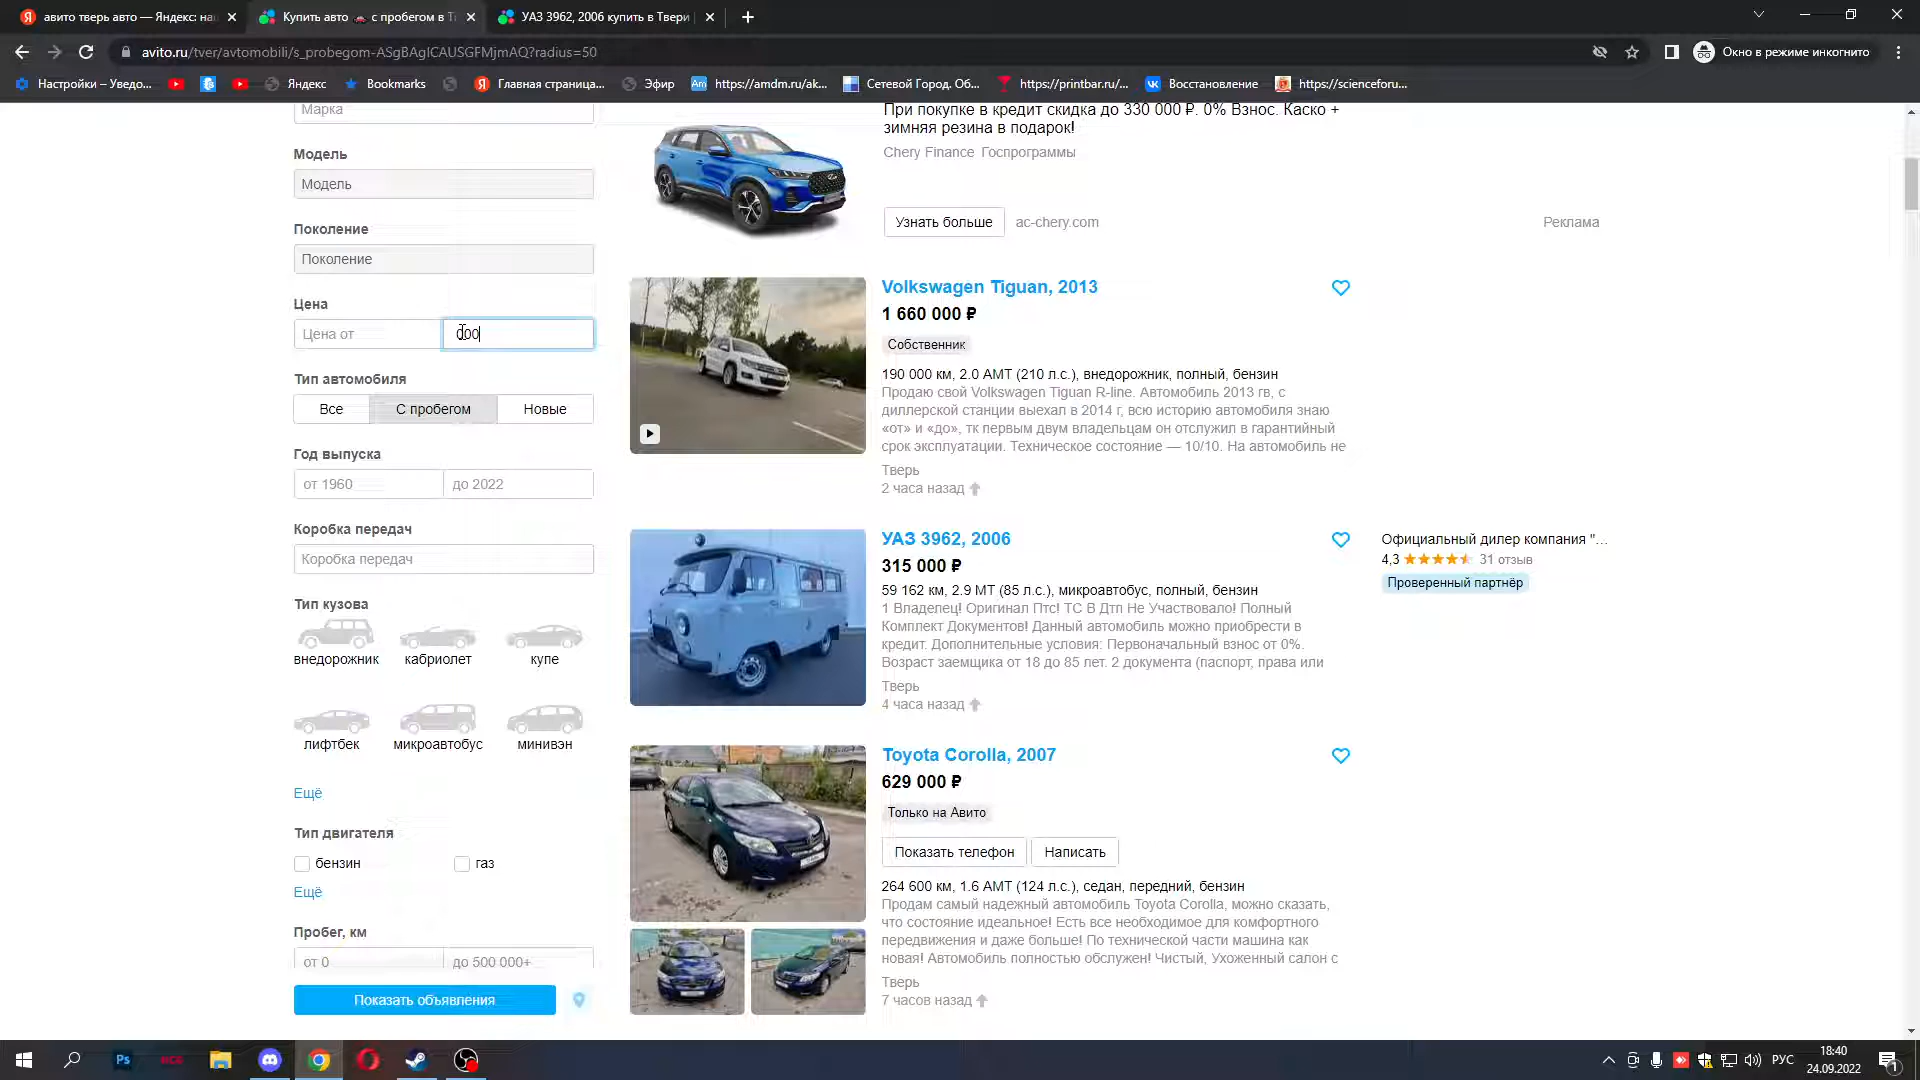 авито тверь авто — Яндекс: на
Купить авто 🚗 с пробегом в Т
УАЗ 3962, 2006 купить в Твери
avito.ru/tver/avtomobili/s_probegom-ASgBAgICAUSGFMjmAQ?radius=50
Окно в режиме инкогнито
Настройки – Уведо...
Яндекс
Bookmarks
Главная страница...
Эфир
https://amdm.ru/ak...
Сетевой Город. Об...
https://printbar.ru/...
Восстановление
https://scienceforu...
Марка
Модель
Модель
Поколение
Поколение
Цена
Цена от
Тип автомобиля
Все
С пробегом
Новые
Год выпуска
от 1960
до 2022
Коробка передач
Коробка передач
Тип кузова
внедорожник
кабриолет
купе
лифтбек
микроавтобус
минивэн
Ещё
Тип двигателя
бензин
газ
Ещё
Пробег, км
от 0
до 500 000+
Показать объявления
При покупке в кредит скидка до 330 000 ₽. 0% Взнос. Каско +
зимняя резина в подарок!
Chery Finance Госпрограммы
Узнать больше
ac-chery.com
Реклама
Volkswagen Tiguan, 2013
1 660 000 ₽
Собственник
190 000 км, 2.0 AMT (210 л.с.), внедорожник, полный, бензин
Продаю свой Volkswagen Tiguan R-line. Автомобиль 2013 гв, с
диллерской станции выехал в 2014 г, всю историю автомобиля знаю
«от» и «до», тк первым двум владельцам он отслужил в гарантийный
срок эксплуатации. Техническое состояние — 10/10. На автомобиль не
Тверь
2 часа назад
УАЗ 3962, 2006
315 000 ₽
59 162 км, 2.9 MT (85 л.с.), микроавтобус, полный, бензин
1 Владелец! Оригинал Птс! ТС В Дтп Не Участвовало! Полный
Комплект Документов! Данный автомобиль можно приобрести в
кредит. Дополнительные условия: Первоначальный взнос от 0%.
Возраст заемщика от 18 до 85 лет. 2 документа (паспорт, права или
Тверь
4 часа назад
Официальный дилер компания "...
4,3
31 отзыв
Проверенный партнёр
Toyota Corolla, 2007
629 000 ₽
Только на Авито
Показать телефон
Написать
264 600 км, 1.6 AMT (124 л.с.), седан, передний, бензин
Продам самый надежный автомобиль Toyota Corolla, можно сказать,
что состояние идеальное! Есть все необходимое для комфортного
передвижения и даже больше! По технической части машина как
новая! Автомобиль полностью обслужен! Чистый, Ухоженный салон с
Тверь
7 часов назад
Ps
РУС
18:40
24.09.2022
1